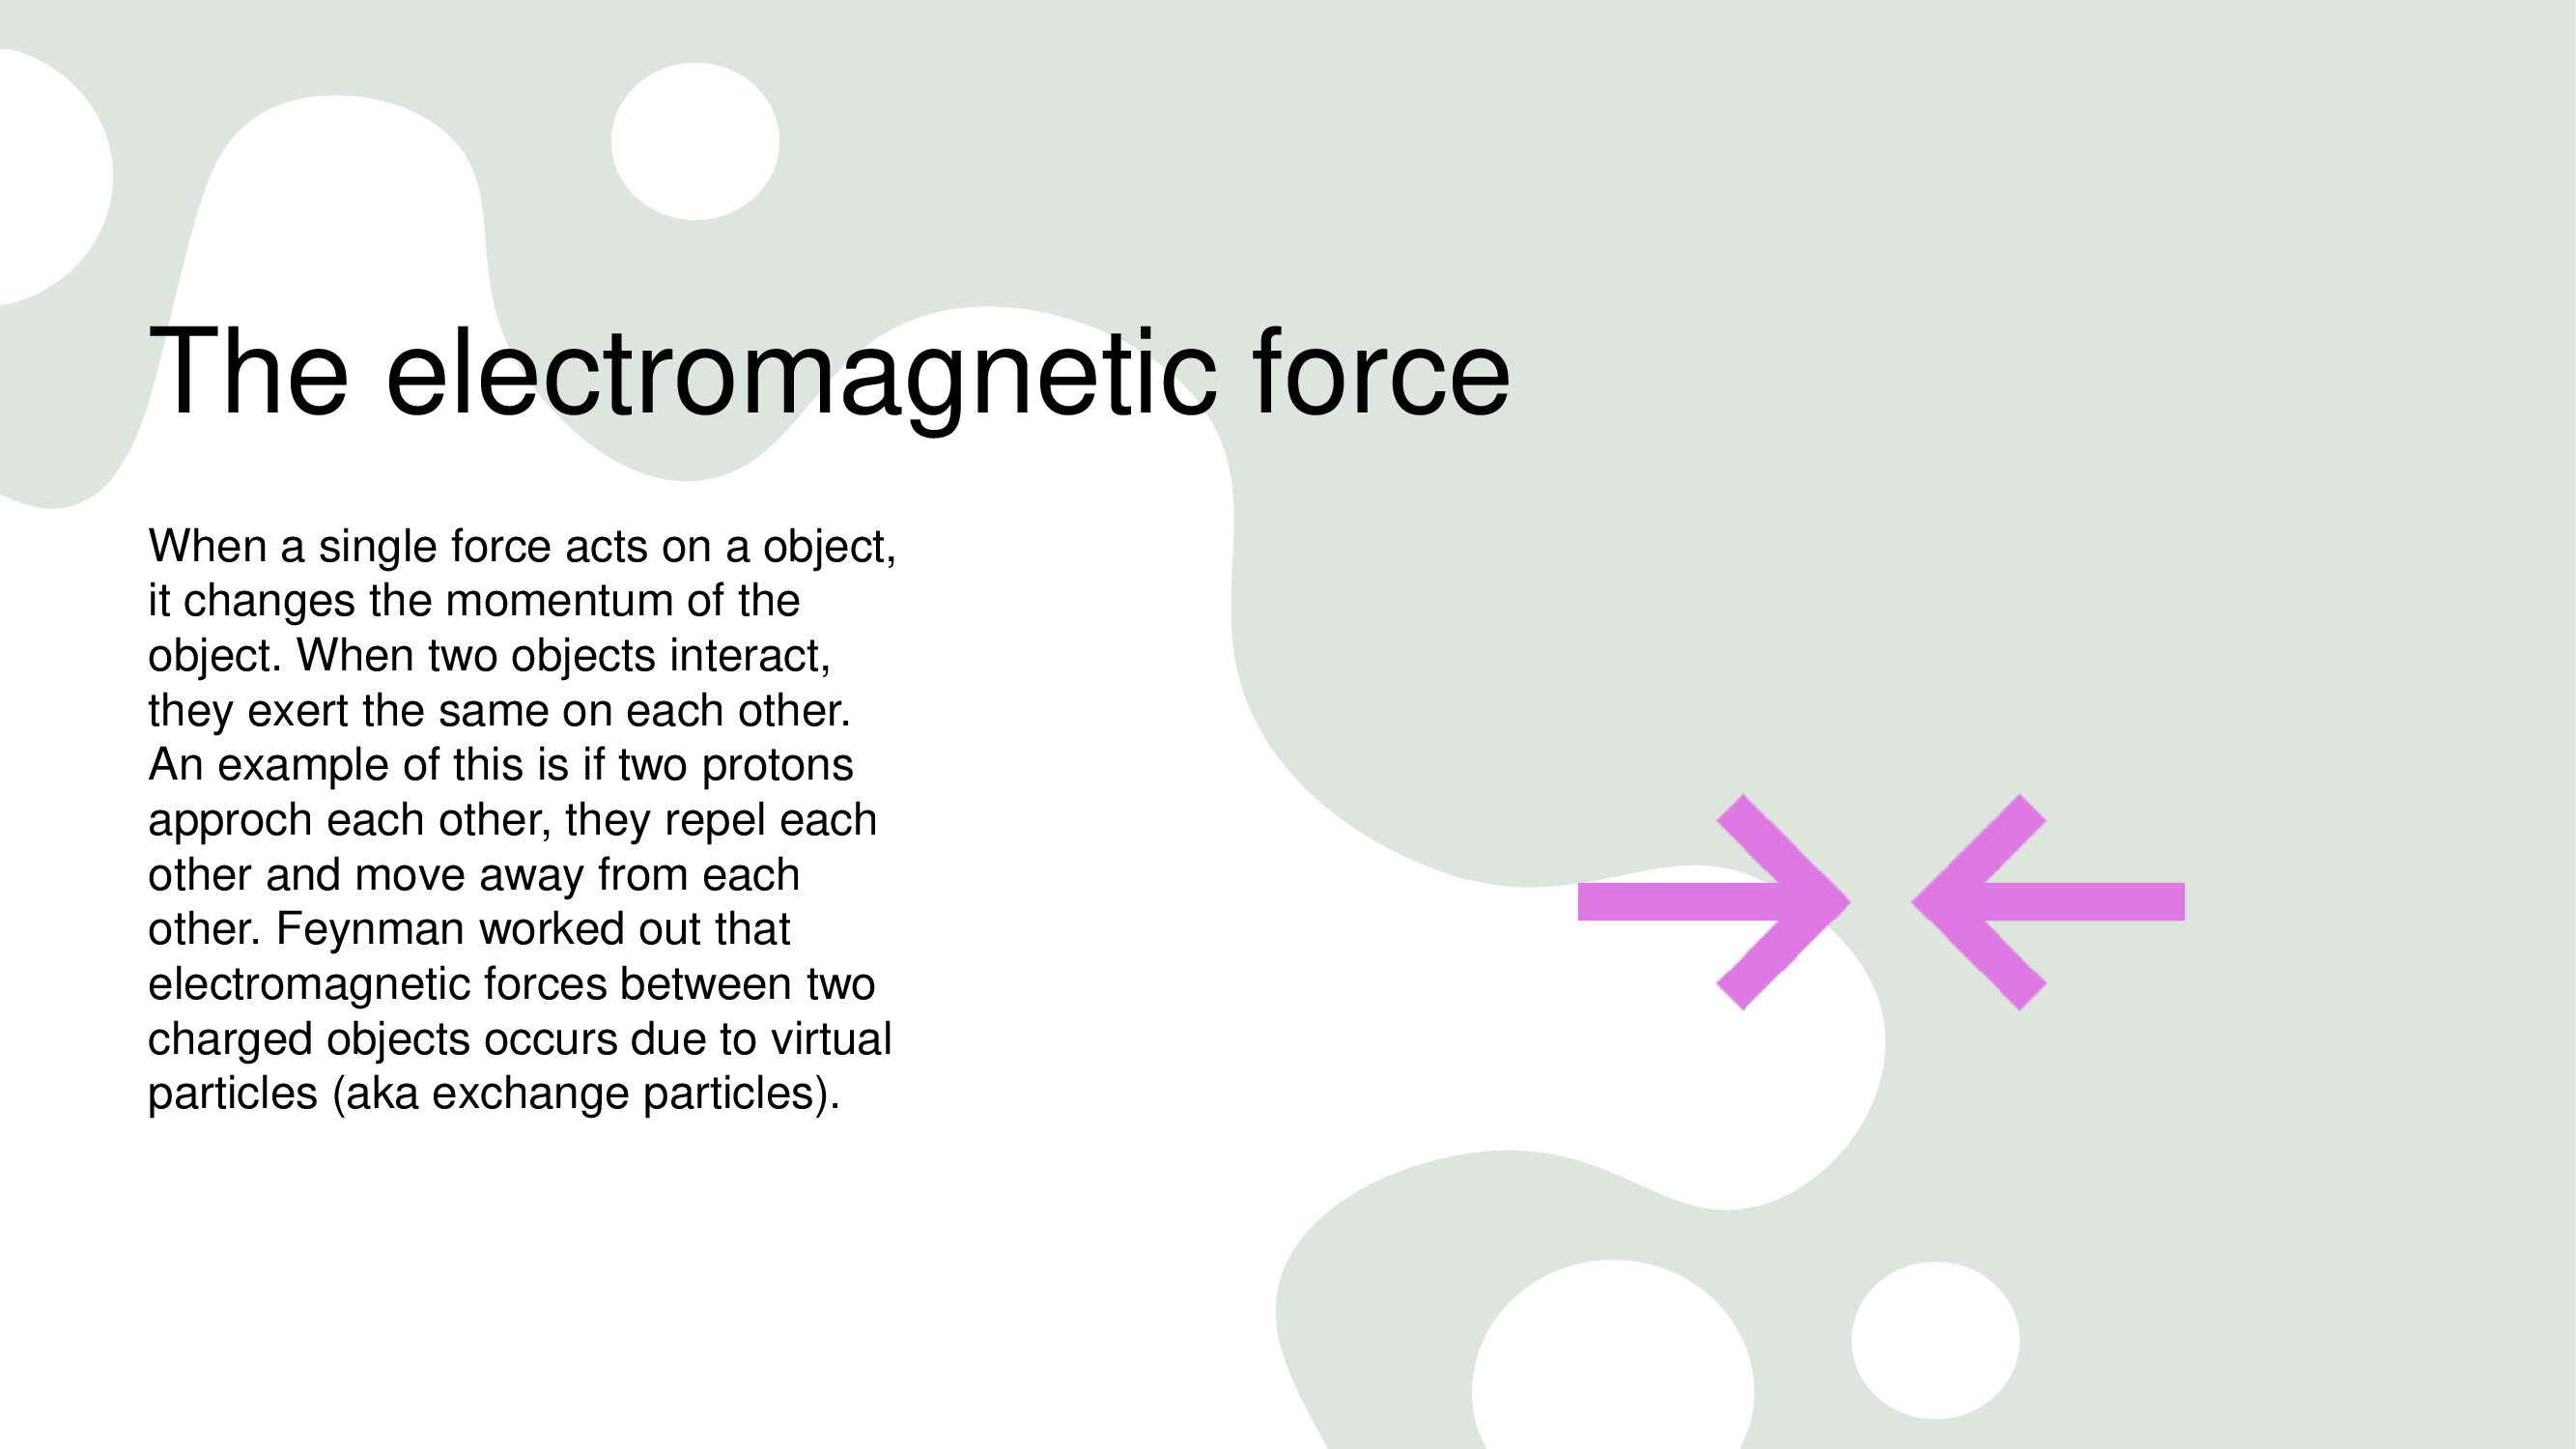 The electromagnetic force
When a single force acts on a object,
it changes the momentum of the
object. When two objects interact,
they exert the same on each other.
An example of this is if two protons
approch each other, they repel each
other and move away from each
other. Feynman worked out that
electromagnetic forces between two
charged objects occurs due to virtual
particles (aka exchange particles).